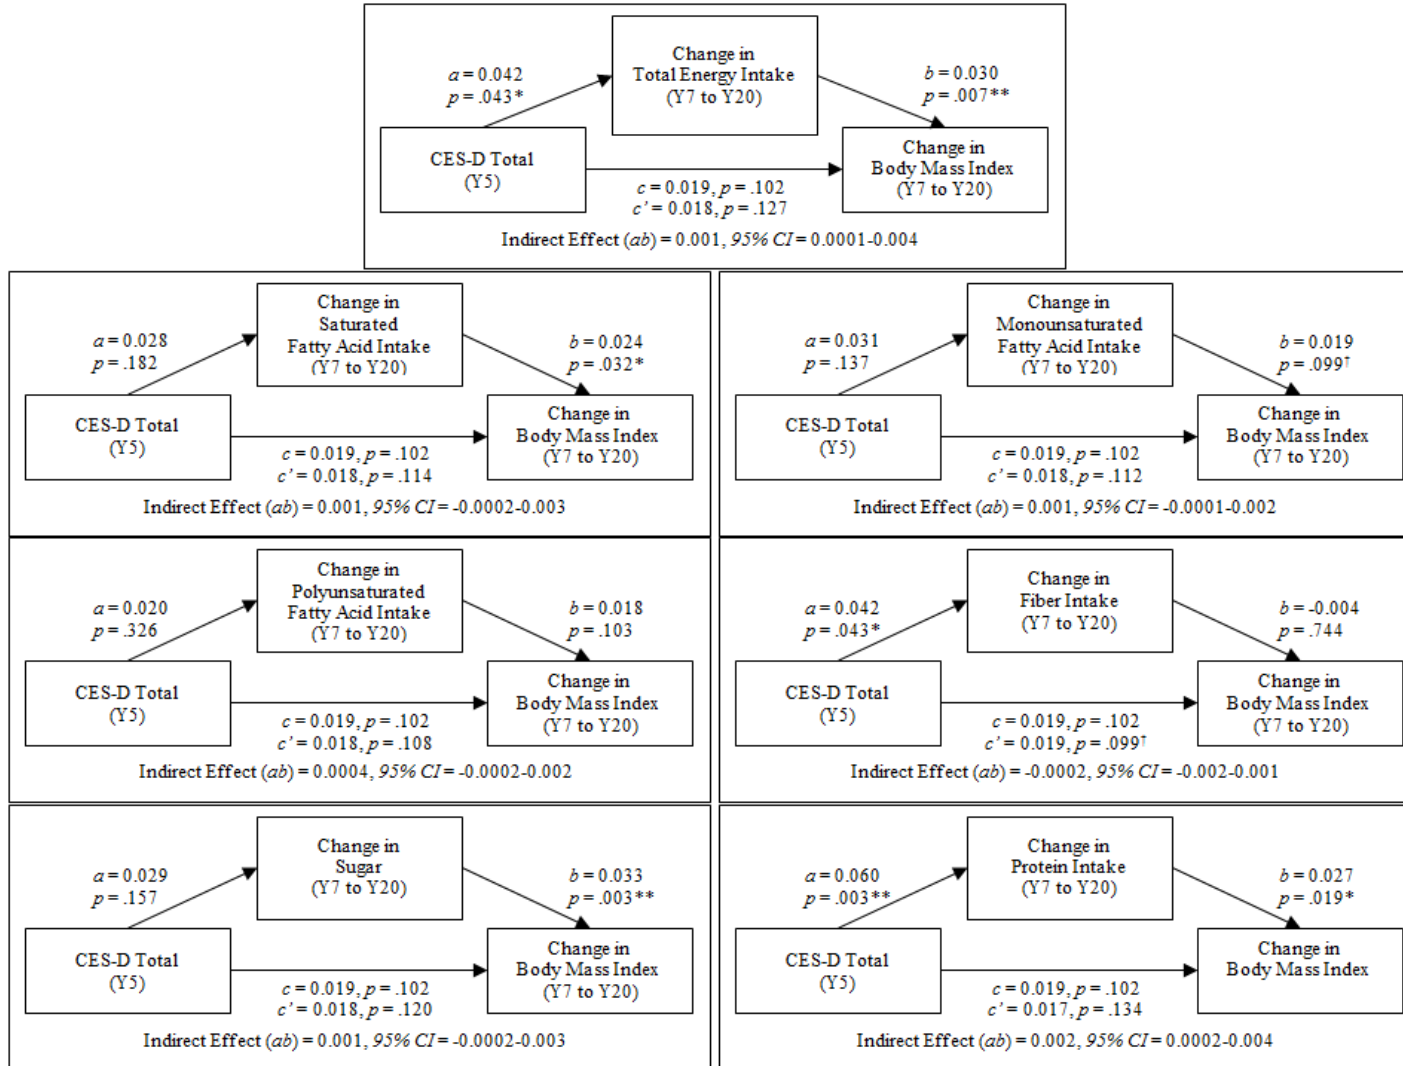 Change in
Total Energy Intake
(Y7 to Y20)
a = 0.042
p = .043*
b = 0.030
p = .007**
CES-D Total
(Y5)
Change in
Body Mass Index
(Y7 to Y20)
c = 0.019, p = .102
c' = 0.018, p = .127
Indirect Effect (ab) = 0.001, 95% CI = 0.0001-0.004
Change in
Saturated
Fatty Acid Intake
(Y7 to Y20)
a = 0.028
p = .182
b = 0.024
p = .032*
CES-D Total
(Y5)
Change in
Body Mass Index
(Y7 to Y20)
c = 0.019, p = .102
c' = 0.018, p = .114
Indirect Effect (ab) = 0.001, 95% CI = -0.0002-0.003
Change in
Monounsaturated
Fatty Acid Intake
(Y7 to Y20)
a = 0.031
p = .137
b = 0.019
p = .099†
CES-D Total
(Y5)
Change in
Body Mass Index
(Y7 to Y20)
c = 0.019, p = .102
c' = 0.018, p = .112
Indirect Effect (ab) = 0.001, 95% CI = -0.0001-0.002
Change in
Polyunsaturated
Fatty Acid Intake
(Y7 to Y20)
a = 0.020
p = .326
b = 0.018
p = .103
CES-D Total
(Y5)
Change in
Body Mass Index
(Y7 to Y20)
c = 0.019, p = .102
c' = 0.018, p = .108
Indirect Effect (ab) = 0.0004, 95% CI = -0.0002-0.002
Change in
Fiber Intake
(Y7 to Y20)
a = 0.042
p = .043*
b = -0.004
p = .744
CES-D Total
(Y5)
Change in
Body Mass Index
(Y7 to Y20)
c = 0.019, p = .102
c' = 0.019, p = .099†
Indirect Effect (ab) = -0.0002, 95% CI = -0.002-0.001
Change in
Sugar
(Y7 to Y20)
a = 0.029
p = .157
b = 0.033
p = .003**
CES-D Total
(Y5)
Change in
Body Mass Index
(Y7 to Y20)
c = 0.019, p = .102
c' = 0.018, p = .120
Indirect Effect (ab) = 0.001, 95% CI = -0.0002-0.003
Change in
Protein Intake
(Y7 to Y20)
a = 0.060
p = .003**
b = 0.027
p = .019*
CES-D Total
(Y5)
Change in
Body Mass Index
c = 0.019, p = .102
c' = 0.017, p = .134
Indirect Effect (ab) = 0.002, 95% CI = 0.0002-0.004